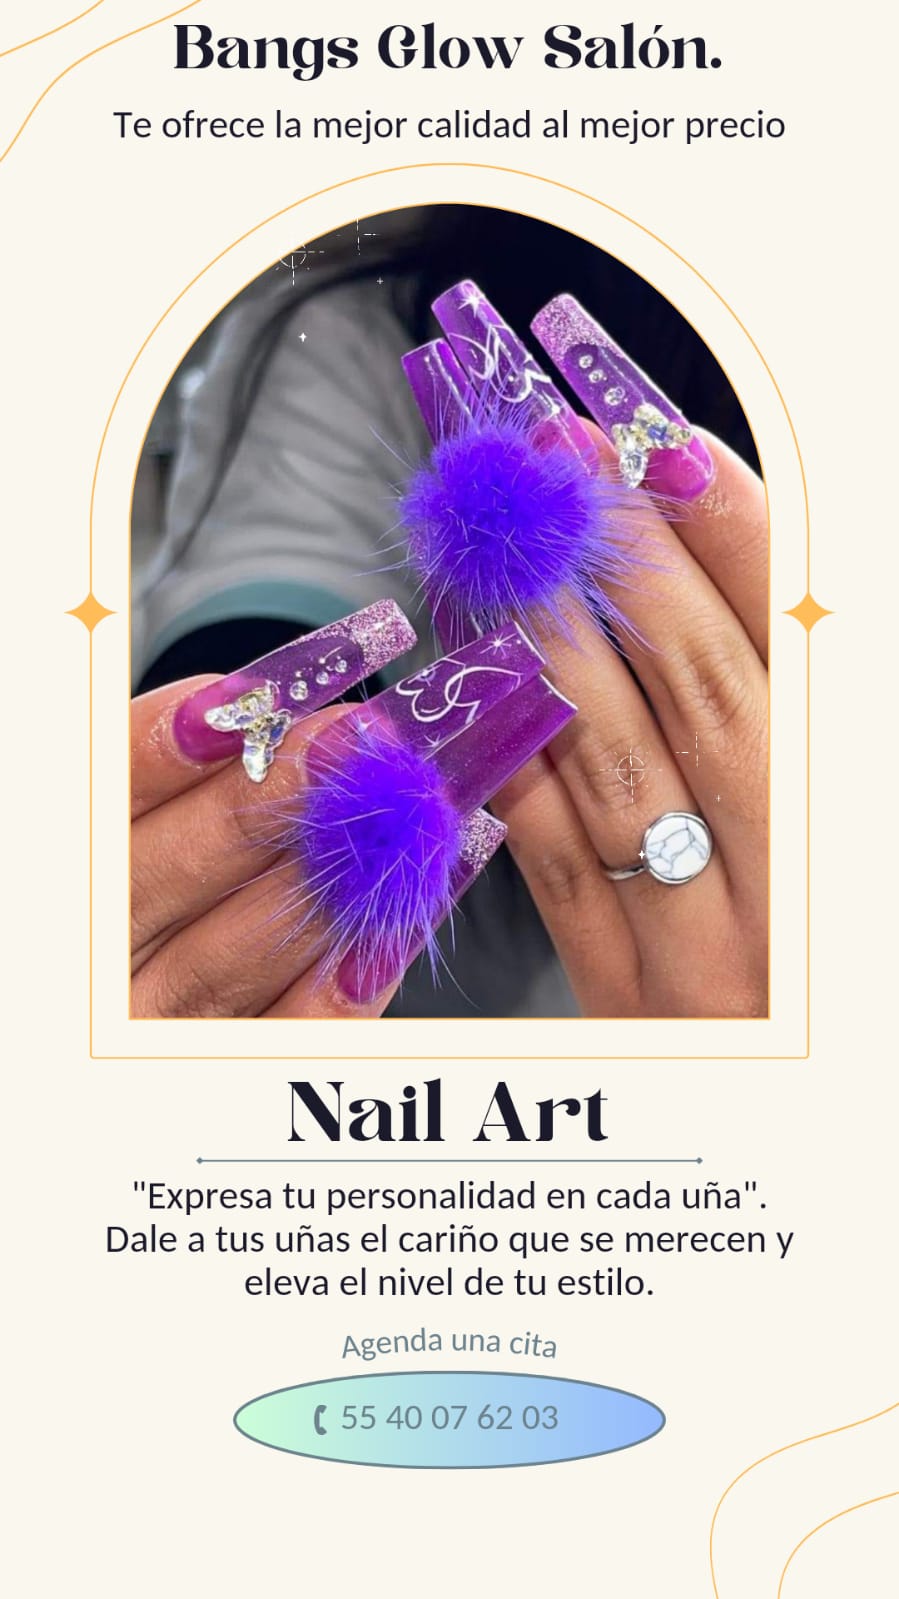 Bangs Glow Salón.
Te ofrece la mejor calidad al mejor precio
Nail Art
"Expresa tu personalidad en cada uña".
Dale a tus uñas el cariño que se merecen y
eleva el nivel de tu estilo.
Agenda una cita
55 40 07 62 03